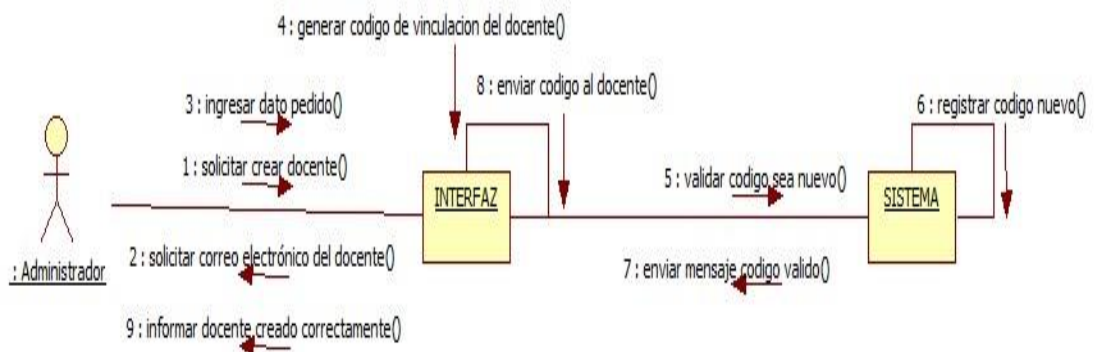 4 : generar codigo de vinculacion del docente()
8 : enviar codigo al docente()
3 : ingresar dato pedido()
6 : registrar codigo nuevo()
1 : solicitar crear docente()
5 : validar codigo sea nuevo()
INTERFAZ
SISTEMA
2 : solicitar correo electrónico del docente()
: Administrador
7 : enviar mensaje codigo valido()
9 : informar docente creado correctamente()